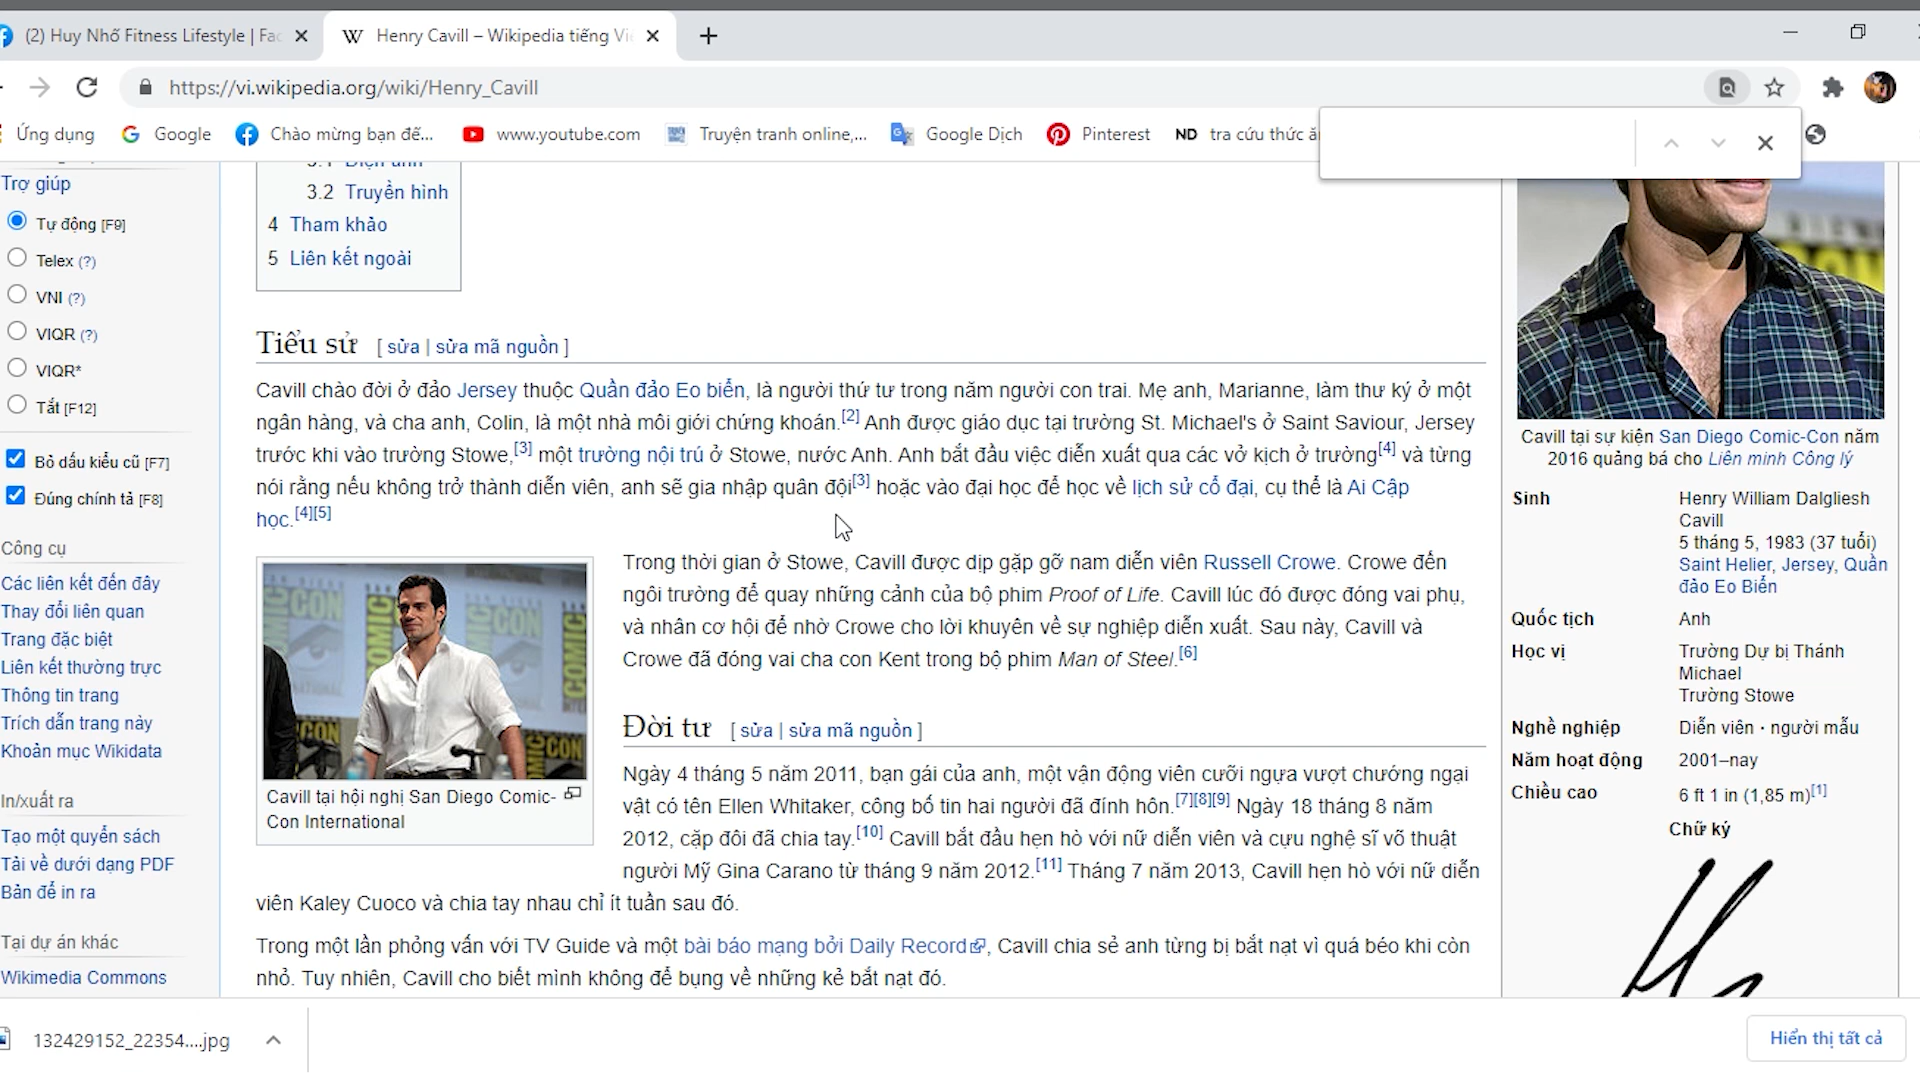 (2) Huy Nhố Fitness Lifestyle | Fac
Henry Cavill – Wikipedia tiếng Vi
https://vi.wikipedia.org/wiki/Henry_Cavill
Ứng dụng
Google
Chào mừng bạn đế...
www.youtube.com
Truyện tranh online,...
Google Dịch
Pinterest
ND tra cứu thức ăn
Trợ giúp
Tự động [F9]
Telex (?)
VNI (?)
VIQR (?)
VIQR*
Tắt [F12]
Bỏ dấu kiểu cũ [F7]
Đúng chính tả [F8]
Công cụ
Các liên kết đến đây
Thay đổi liên quan
Trang đặc biệt
Liên kết thường trực
Thông tin trang
Trích dẫn trang này
Khoản mục Wikidata
In/xuất ra
Tạo một quyển sách
Tải về dưới dạng PDF
Bản để in ra
Tại dự án khác
Wikimedia Commons
3.1 Điện ảnh
3.2 Truyền hình
4 Tham khảo
5 Liên kết ngoài
Tiểu sử [ sửa | sửa mã nguồn ]
Cavill chào đời ở đảo Jersey thuộc Quần đảo Eo biển, là người thứ tư trong năm người con trai. Mẹ anh, Marianne, làm thư ký ở một
ngân hàng, và cha anh, Colin, là một nhà môi giới chứng khoán.[2] Anh được giáo dục tại trường St. Michael's ở Saint Saviour, Jersey
trước khi vào trường Stowe,[3] một trường nội trú ở Stowe, nước Anh. Anh bắt đầu việc diễn xuất qua các vở kịch ở trường[4] và từng
nói rằng nếu không trở thành diễn viên, anh sẽ gia nhập quân đội[3] hoặc vào đại học để học về lịch sử cổ đại, cụ thể là Ai Cập
học.[4][5]
COMIC
COMIC
CON
Cavill tại hội nghị San Diego Comic-
Con International
Trong thời gian ở Stowe, Cavill được dịp gặp gỡ nam diễn viên Russell Crowe. Crowe đến
ngôi trường để quay những cảnh của bộ phim Proof of Life. Cavill lúc đó được đóng vai phụ,
và nhân cơ hội để nhờ Crowe cho lời khuyên về sự nghiệp diễn xuất. Sau này, Cavill và
Crowe đã đóng vai cha con Kent trong bộ phim Man of Steel.[6]
Đời tư [ sửa | sửa mã nguồn ]
Ngày 4 tháng 5 năm 2011, bạn gái của anh, một vận động viên cưỡi ngựa vượt chướng ngại
vật có tên Ellen Whitaker, công bố tin hai người đã đính hôn.[7][8][9] Ngày 18 tháng 8 năm
2012, cặp đôi đã chia tay.[10] Cavill bắt đầu hẹn hò với nữ diễn viên và cựu nghệ sĩ võ thuật
người Mỹ Gina Carano từ tháng 9 năm 2012.[11] Tháng 7 năm 2013, Cavill hẹn hò với nữ diễn
viên Kaley Cuoco và chia tay nhau chỉ ít tuần sau đó.
Trong một lần phỏng vấn với TV Guide và một bài báo mạng bởi Daily Record, Cavill chia sẻ anh từng bị bắt nạt vì quá béo khi còn
nhỏ. Tuy nhiên, Cavill cho biết mình không để bụng về những kẻ bắt nạt đó.
Cavill tại sự kiện San Diego Comic-Con năm
2016 quảng bá cho Liên minh Công lý
Sinh Henry William Dalgliesh
Cavill
5 tháng 5, 1983 (37 tuổi)
Saint Helier, Jersey, Quần
đảo Eo Biển
Quốc tịch Anh
Học vị Trường Dự bị Thánh
Michael
Trường Stowe
Nghề nghiệp Diễn viên · người mẫu
Năm hoạt động 2001–nay
Chiều cao 6 ft 1 in (1,85 m)[1]
Chữ ký
132429152_22354....jpg
Hiển thị tất cả